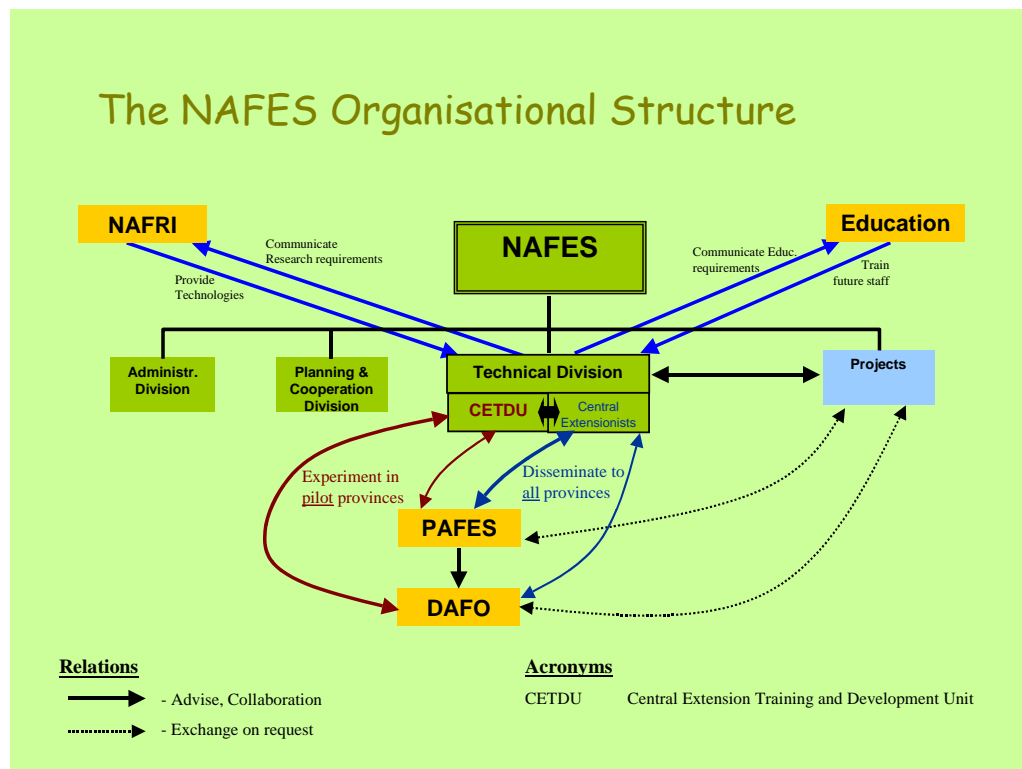 The NAFES Organisational Structure
NAFRI
NAFES
Education
Communicate
Research requirements
Communicate Educ.
requirements
Provide
Technologies
Train
future staff
Administr.
Division
Planning &
Cooperation
Division
Technical Division
Projects
CETDU
Central
Extensionists
Experiment in
pilot provinces
Disseminate to
all provinces
PAFES
DAFO
Relations
- Advise, Collaboration
- Exchange on request
Acronyms
CETDU Central Extension Training and Development Unit